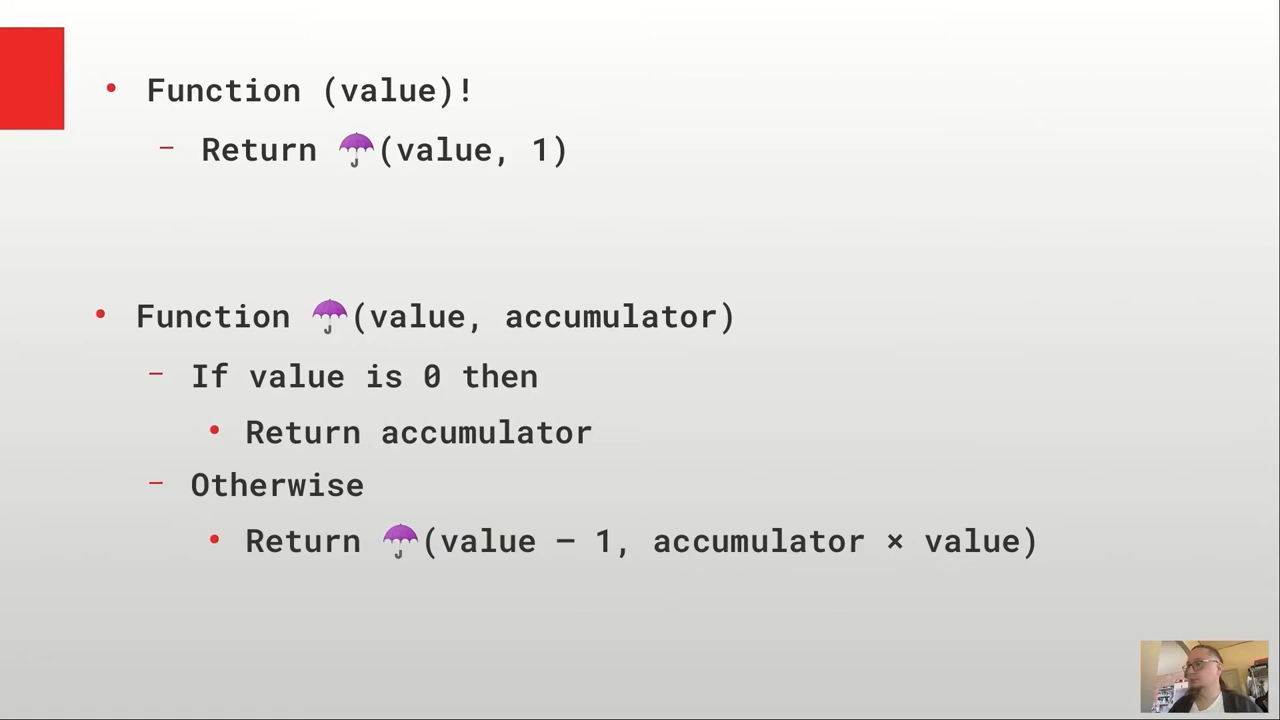 • Function (value)!
– Return ☂(value, 1)
• Function ☂(value, accumulator)
– If value is 0 then
• Return accumulator
– Otherwise
• Return ☂(value – 1, accumulator × value)